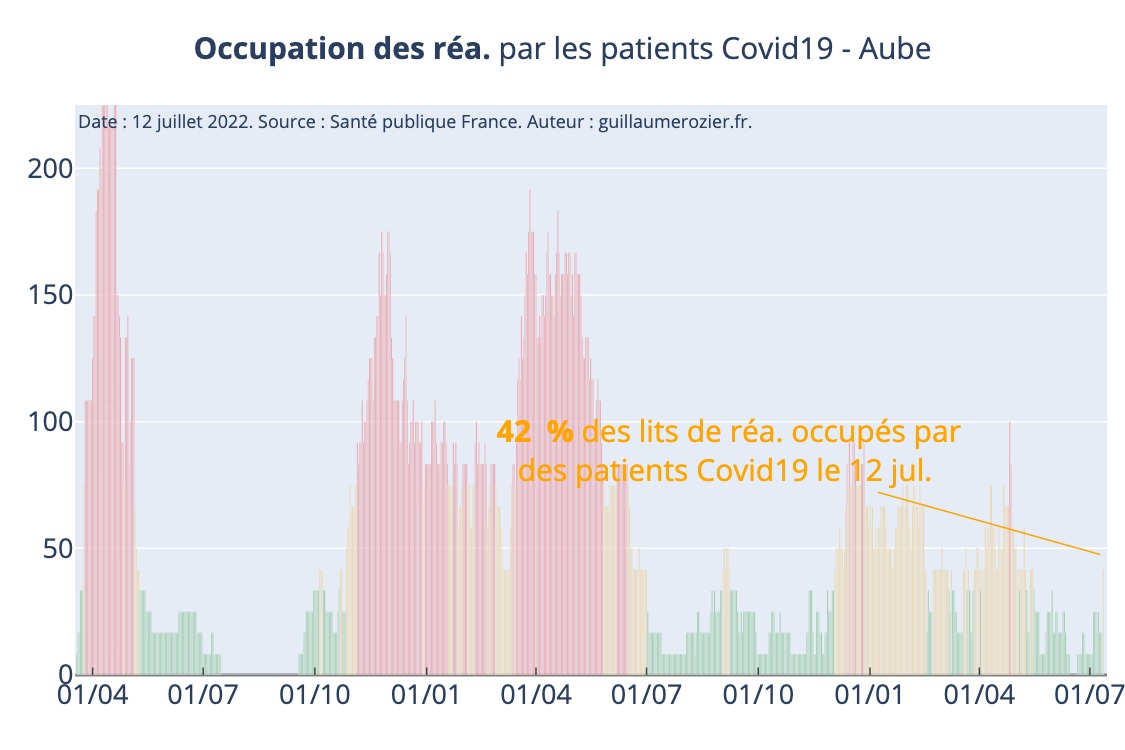 Occupation des réa. par les patients Covid19 - Aube
Date : 12 juillet 2022. Source : Santé publique France. Auteur : guillaumerozier.fr.
200
150
100
50
0
42 % des lits de réa. occupés par
des patients Covid19 le 12 jul.
01/04 01/07 01/10 01/01 01/04 01/07 01/10 01/01 01/04 01/07